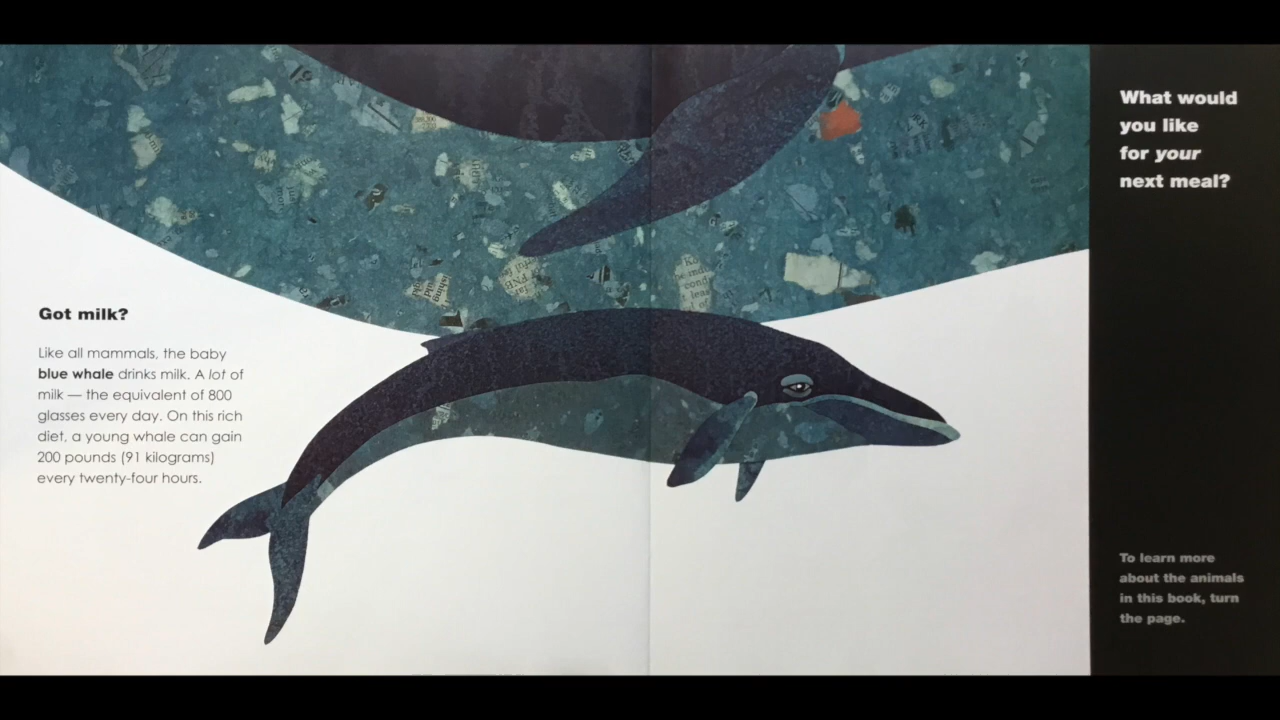 Got milk?
Like all mammals, the baby
blue whale drinks milk. A lot of
milk — the equivalent of 800
glasses every day. On this rich
diet, a young whale can gain
200 pounds (91 kilograms)
every twenty-four hours.
What would
you like
for your
next meal?
To learn more
about the animals
in this book, turn
the page.